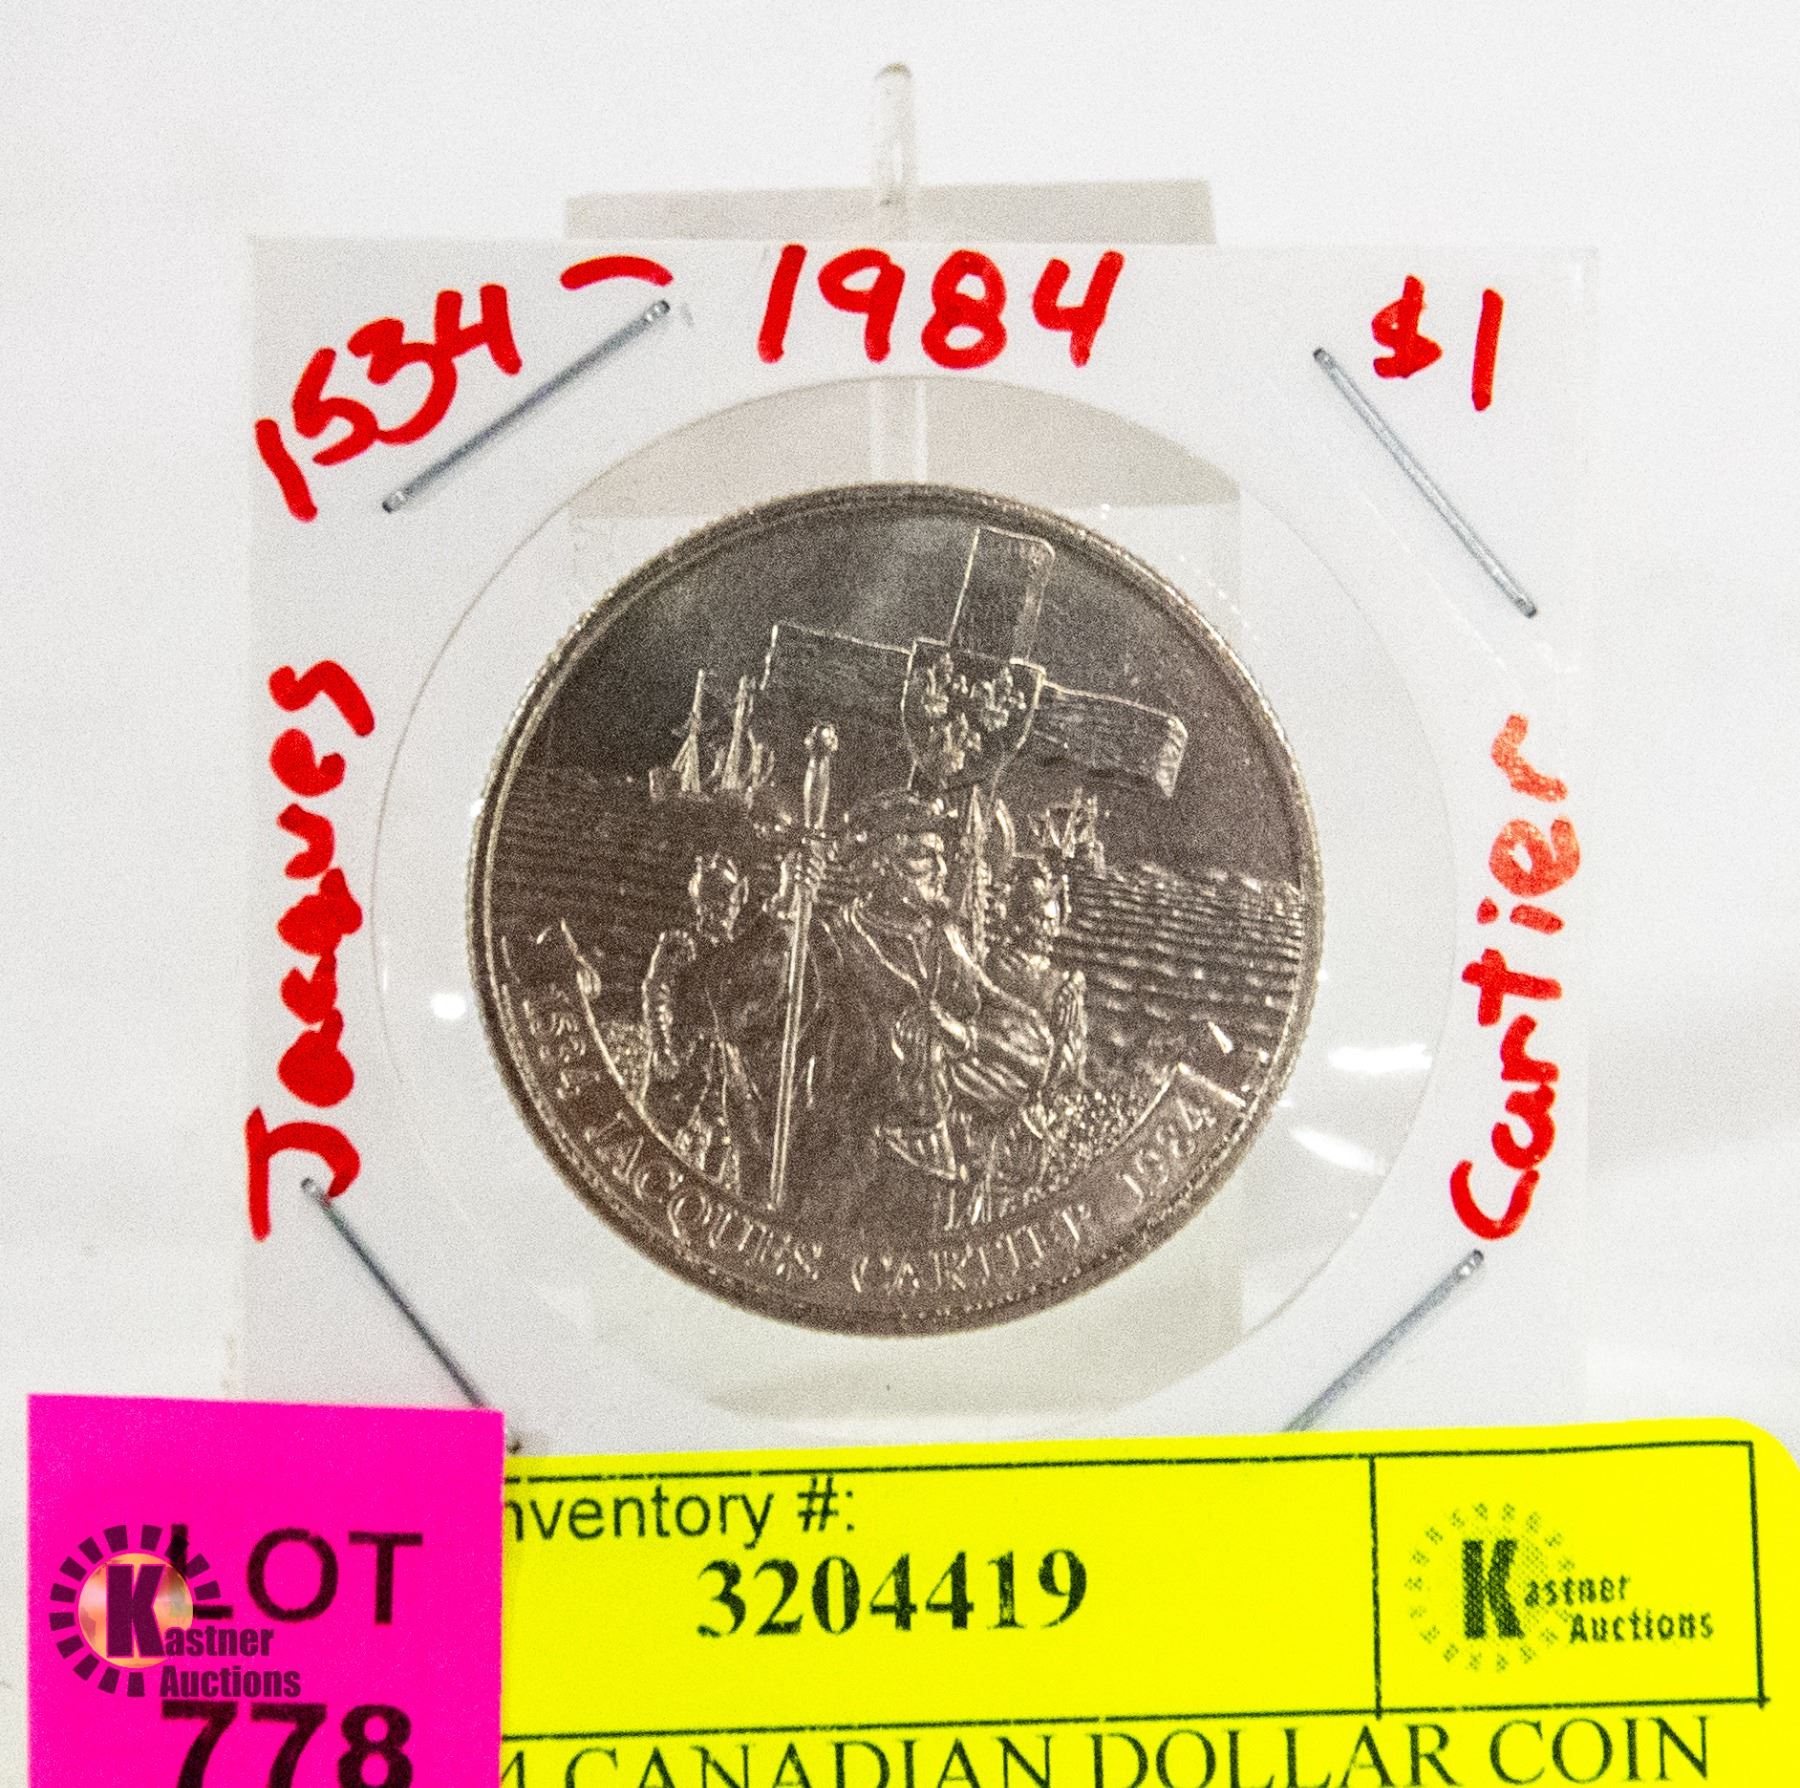 1534 - 1984 $1
Jacques
Cartier
1534 JACQUES CARTIER 1984
LOT
778
Kastner
Auctions
nventory #:
3204419
Kastner
Auctions
4 CANADIAN DOLLAR COIN